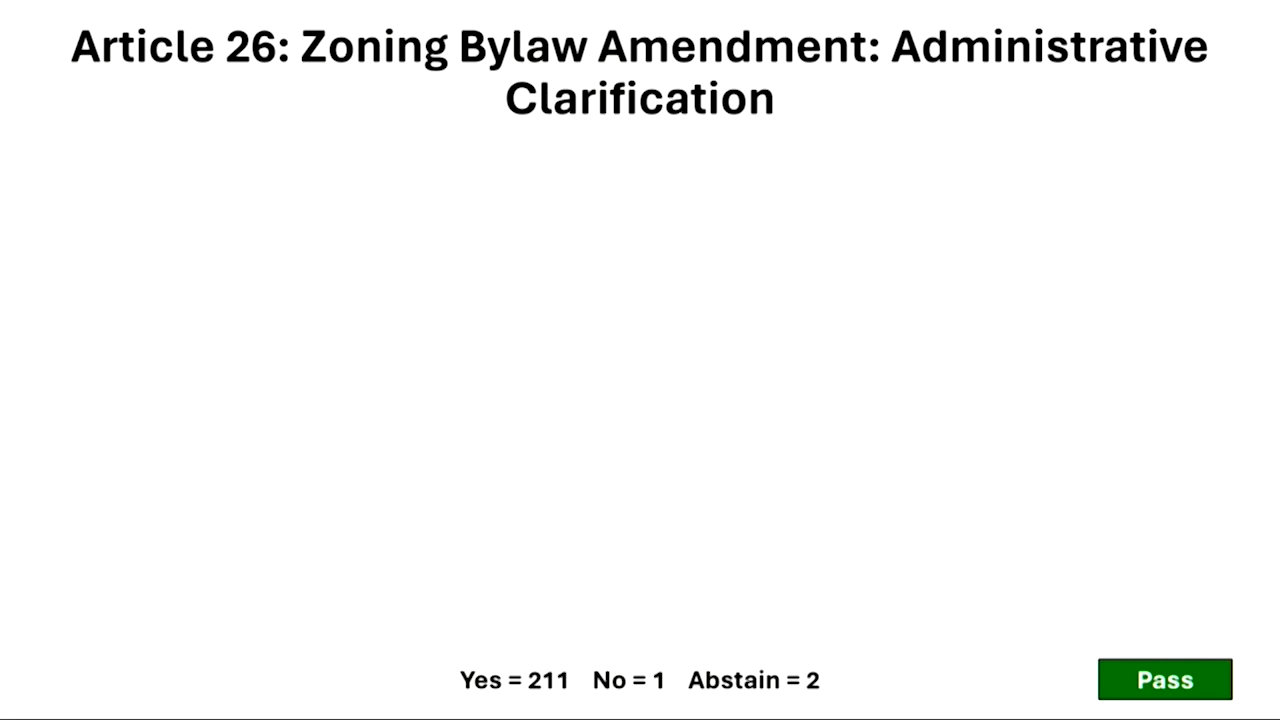 Article 26: Zoning Bylaw Amendment: Administrative
Clarification
Yes = 211 No = 1 Abstain = 2
Pass